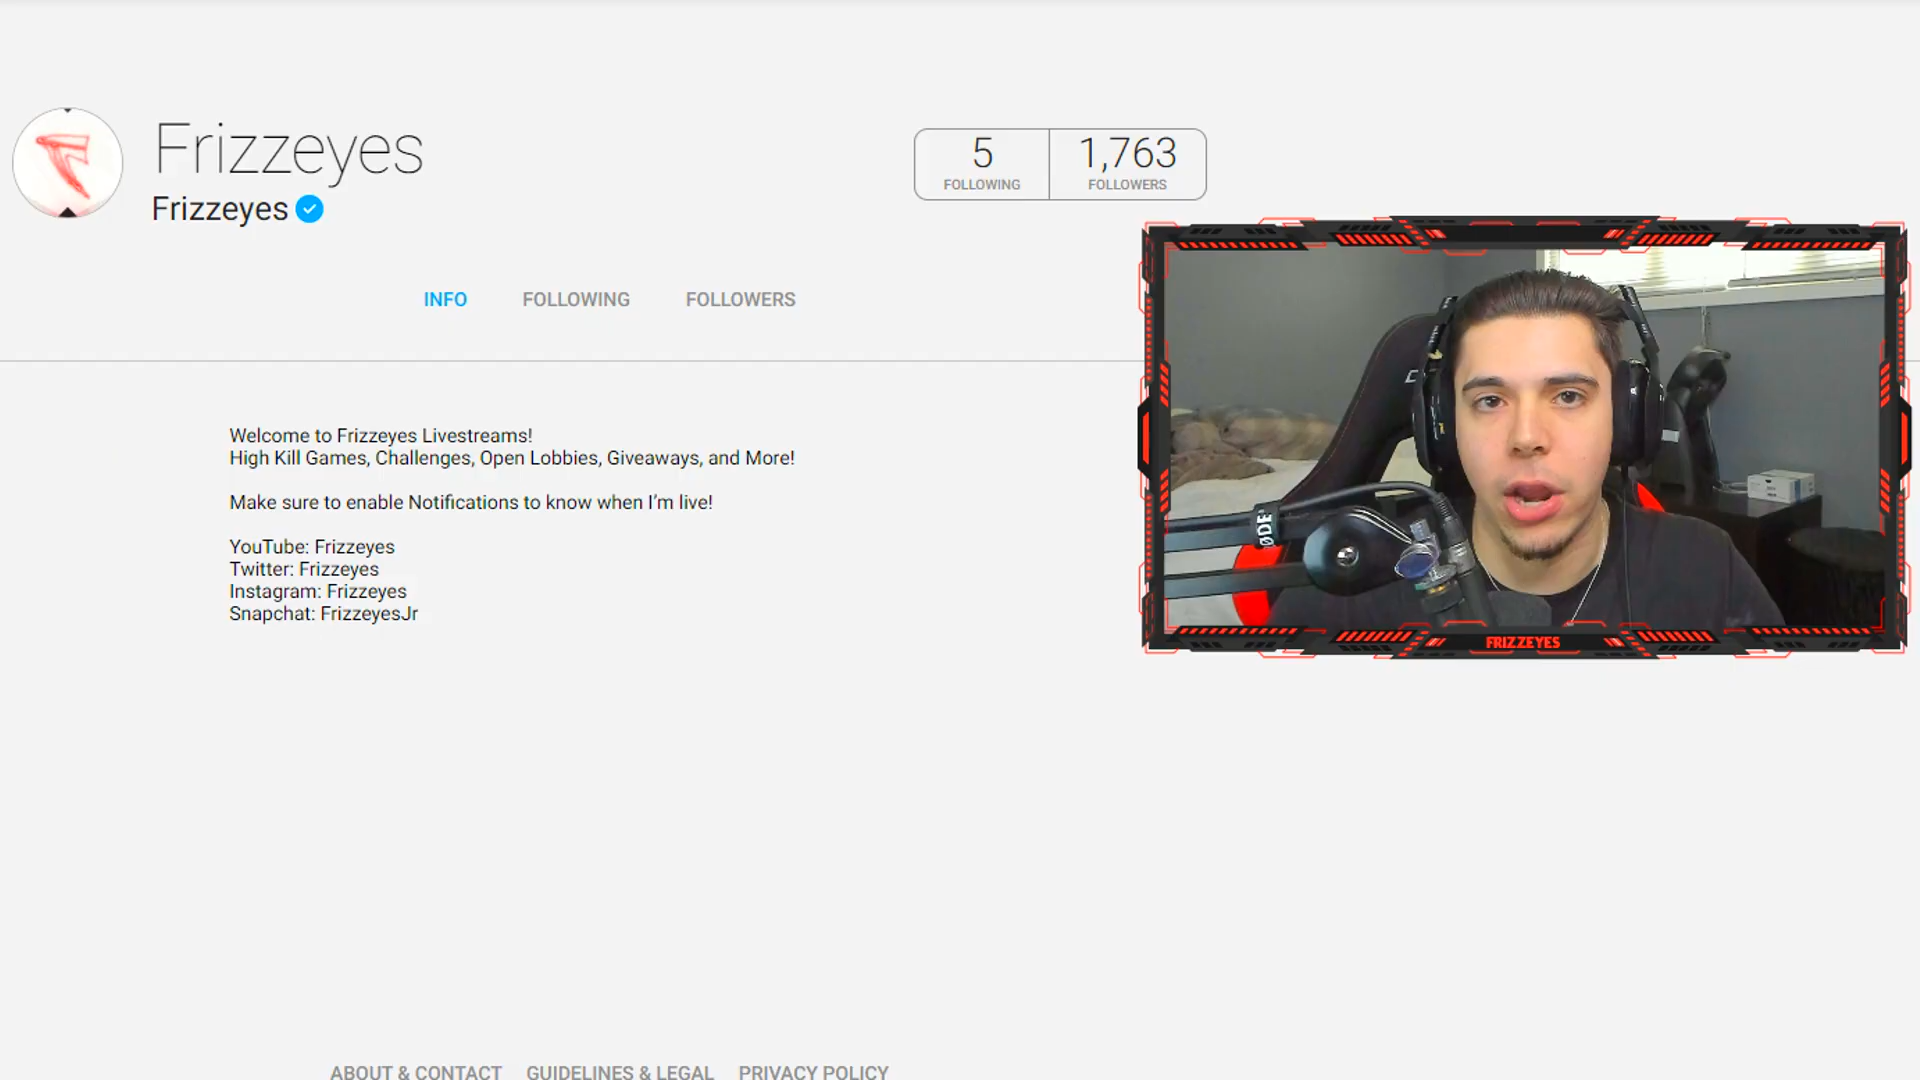 Frizzeyes
Frizzeyes
5
FOLLOWING
1,763
FOLLOWERS
INFO
FOLLOWING
FOLLOWERS
Welcome to Frizzeyes Livestreams!
High Kill Games, Challenges, Open Lobbies, Giveaways, and More!
Make sure to enable Notifications to know when I'm live!
YouTube: Frizzeyes
Twitter: Frizzeyes
Instagram: Frizzeyes
Snapchat: FrizzeyesJr
RØDE
FRIZZEYES
ABOUT & CONTACT
GUIDELINES & LEGAL
PRIVACY POLICY